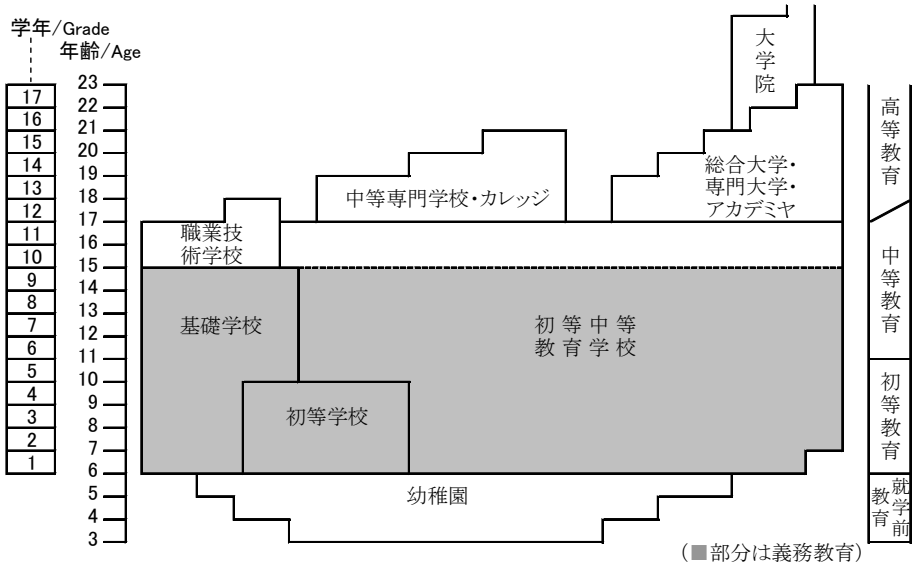 学年/Grade
年齢/Age
17
16
15
14
13
12
11
10
9
8
7
6
5
4
3
2
1
23
22
21
20
19
18
17
16
15
14
13
12
11
10
9
8
7
6
5
4
3
大学院
総合大学・
専門大学・
アカデミヤ
中等専門学校・カレッジ
職業技
術学校
基礎学校
初等中等
教育学校
初等学校
幼稚園
高等教育
中等教育
初等教育
就学前
教育
(■部分は義務教育)